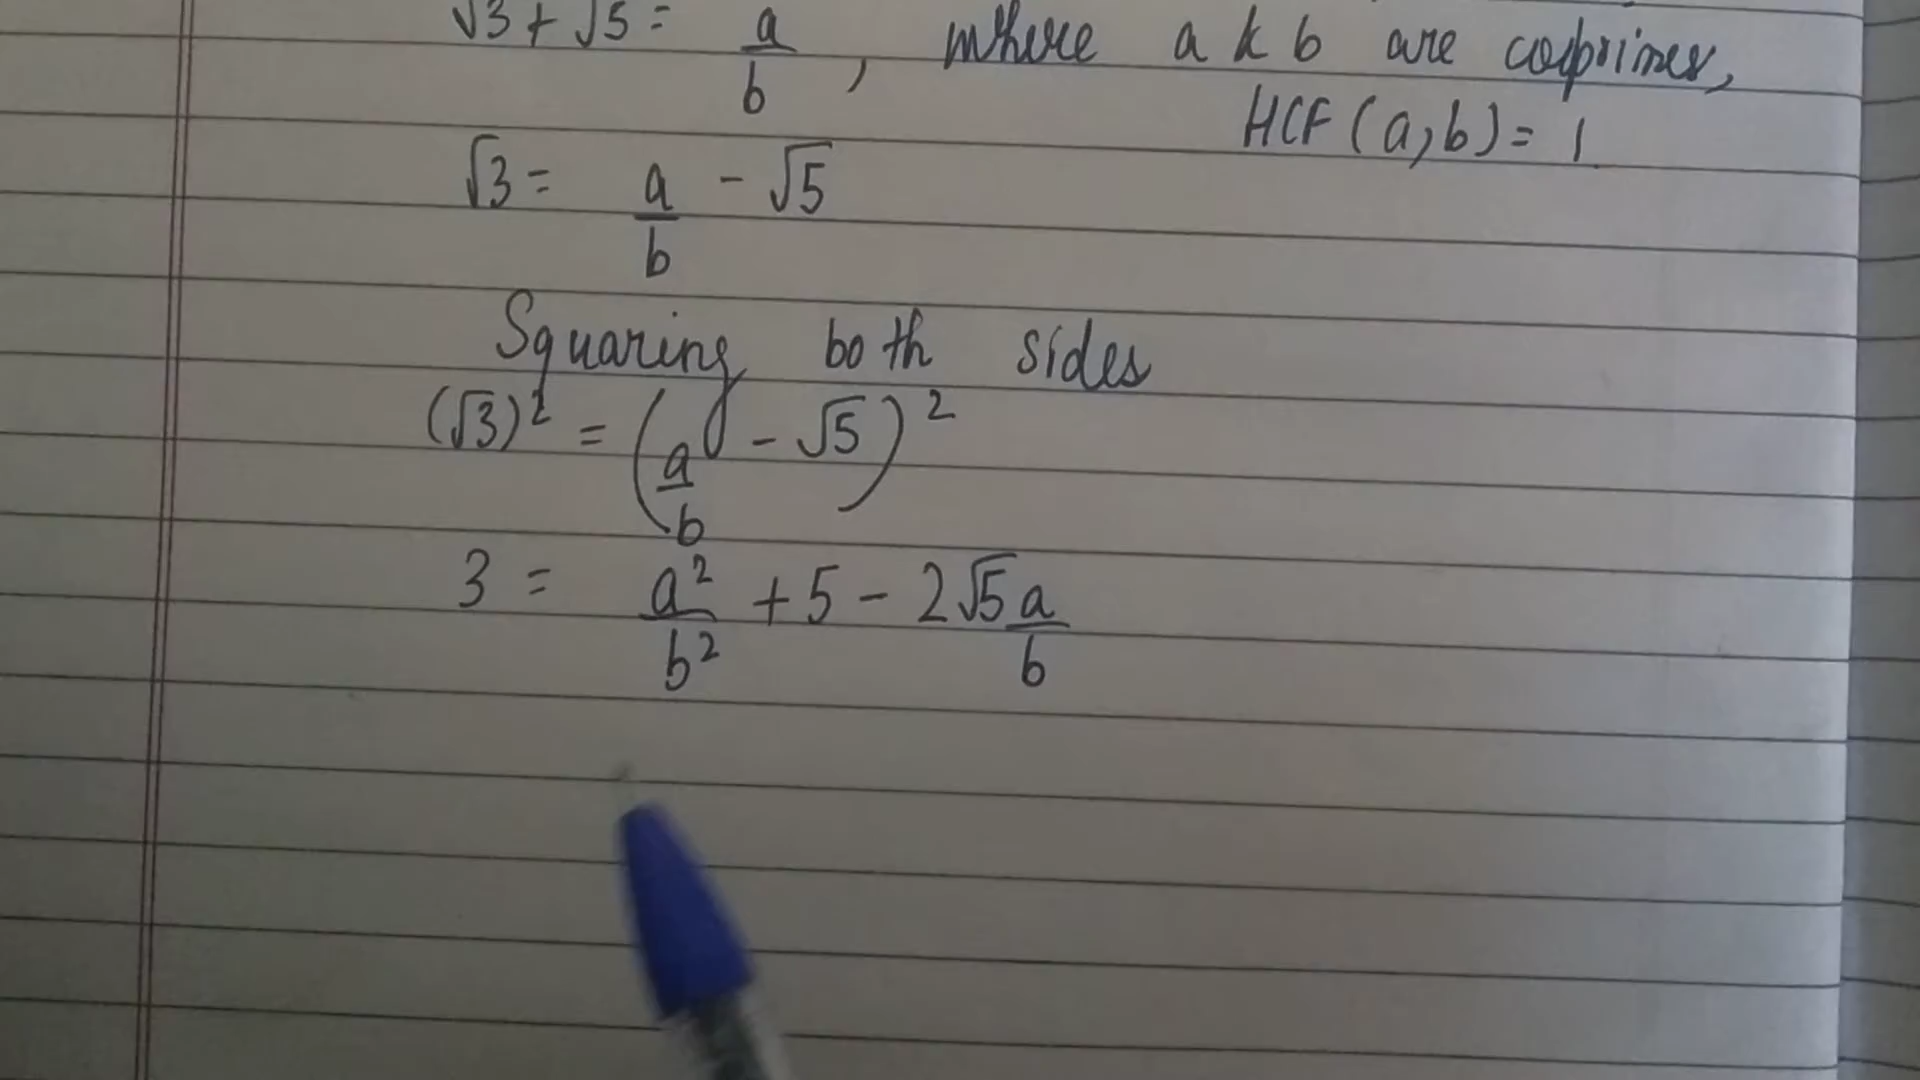 √3 + √5 = a/b, where a & b are coprimes,
HCF (a,b) = 1
√3 = a/b - √5
Squaring both sides
(√3)² = (a/b - √5)²
3 = a²/b² + 5 - 2√5 a/b